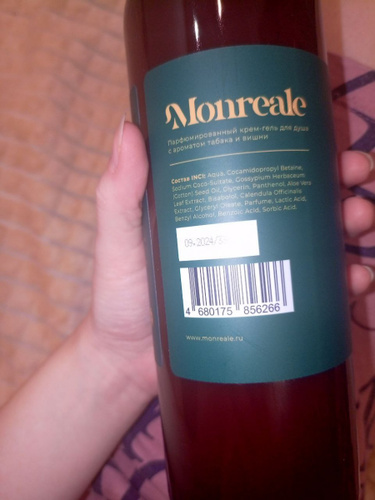 Monreale
Парфюмированный крем-гель для душа
с ароматом табака и вишни
Состав INCI: Aqua, Cocamidopropyl Betaine,
Sodium Coco-Sulfate, Gossypium Herbaceum
(Cotton) Seed Oil, Glycerin, Panthenol, Aloe Vera
Leaf Extract, Bisabolol, Calendula Officinalis
Extract, Glyceryl Oleate, Parfume, Lactic Acid,
Benzyl Alcohol, Benzoic Acid, Sorbic Acid.
09.2024
4 680175 856266
www.monreale.ru